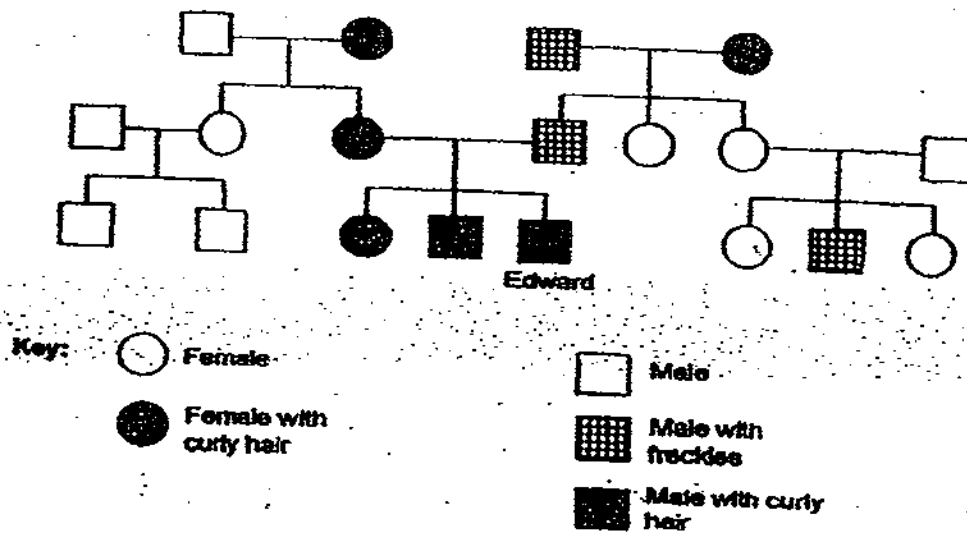 Edward
Key:
Female
Female with
curly hair
Male
Male with
freckles
Male with curly
hair